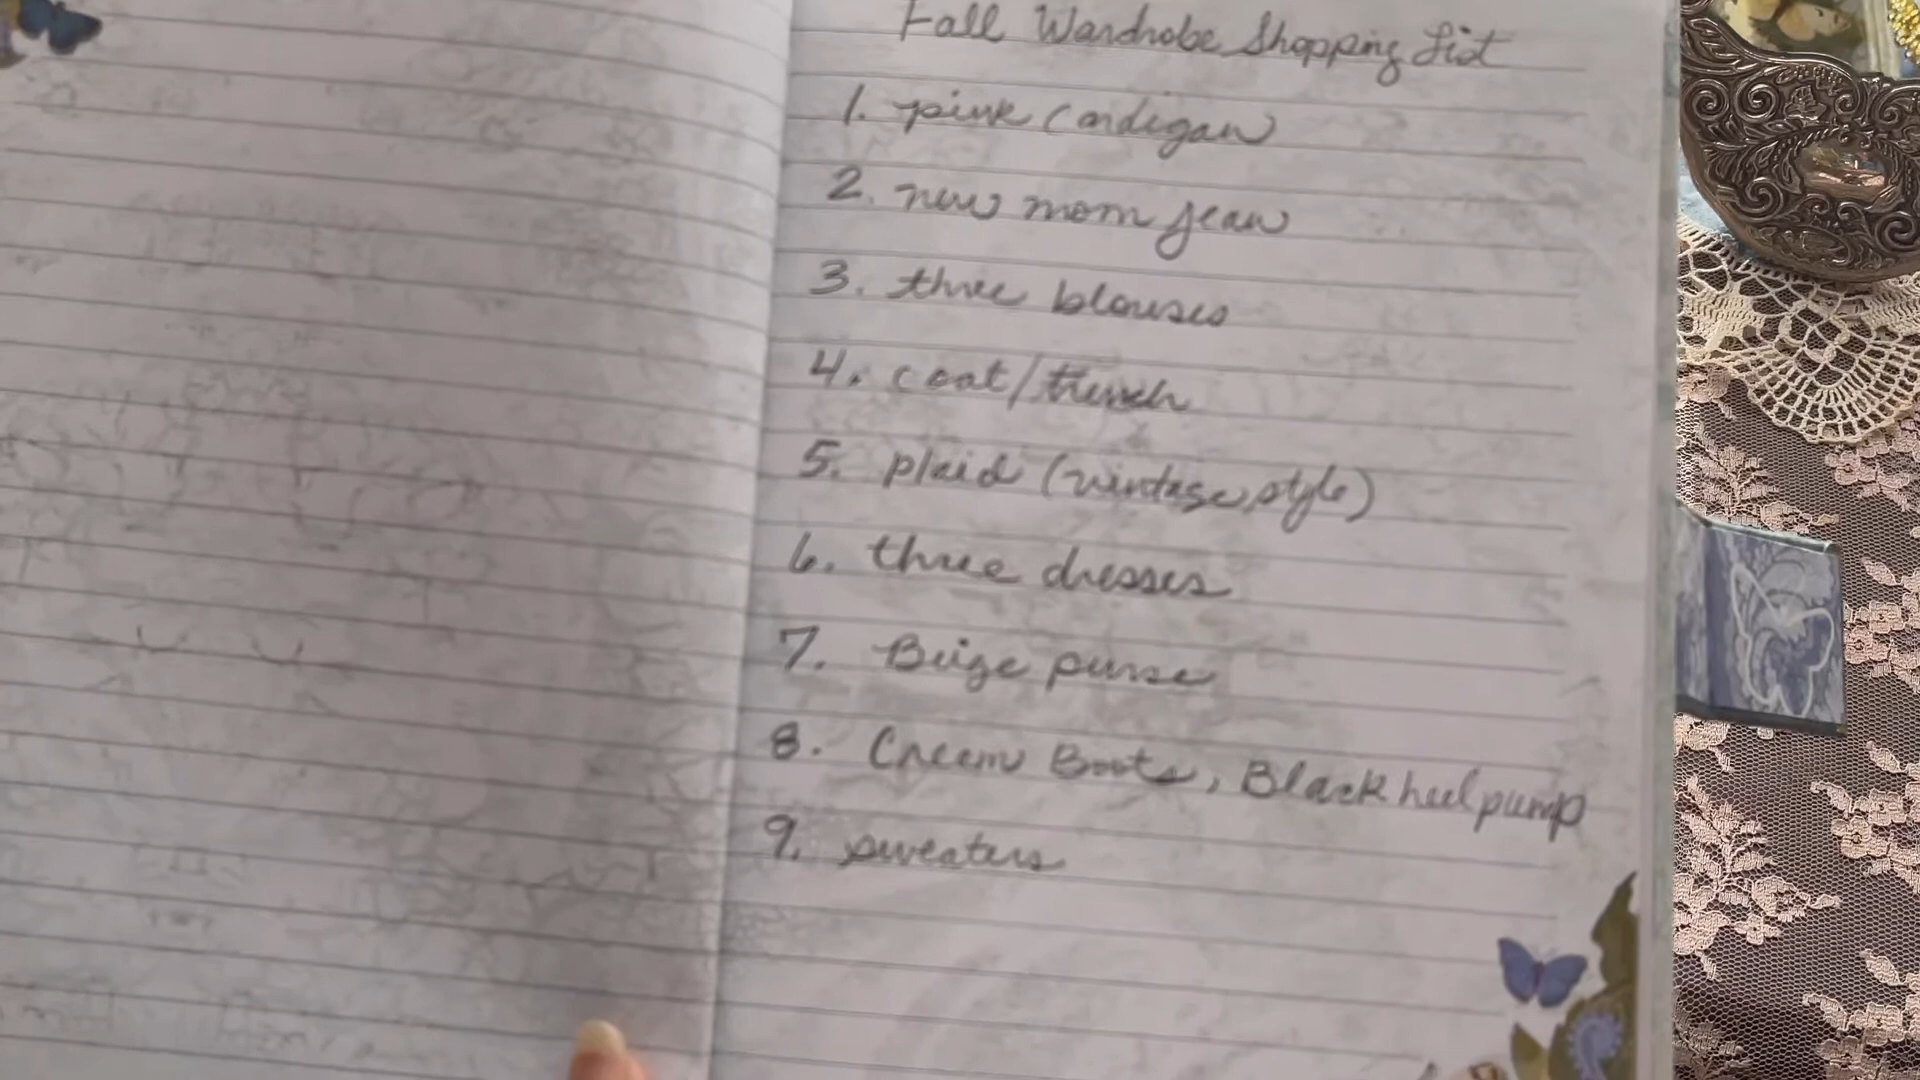 Fall Wardrobe Shopping List
1. pink Cardigan
2. new mom jean
3. three blouses
4. coat/trench
5. plaid (vintage style)
6. three dresses
7. Beige purse
8. Cream Boots, Black heel pump
9. sweaters